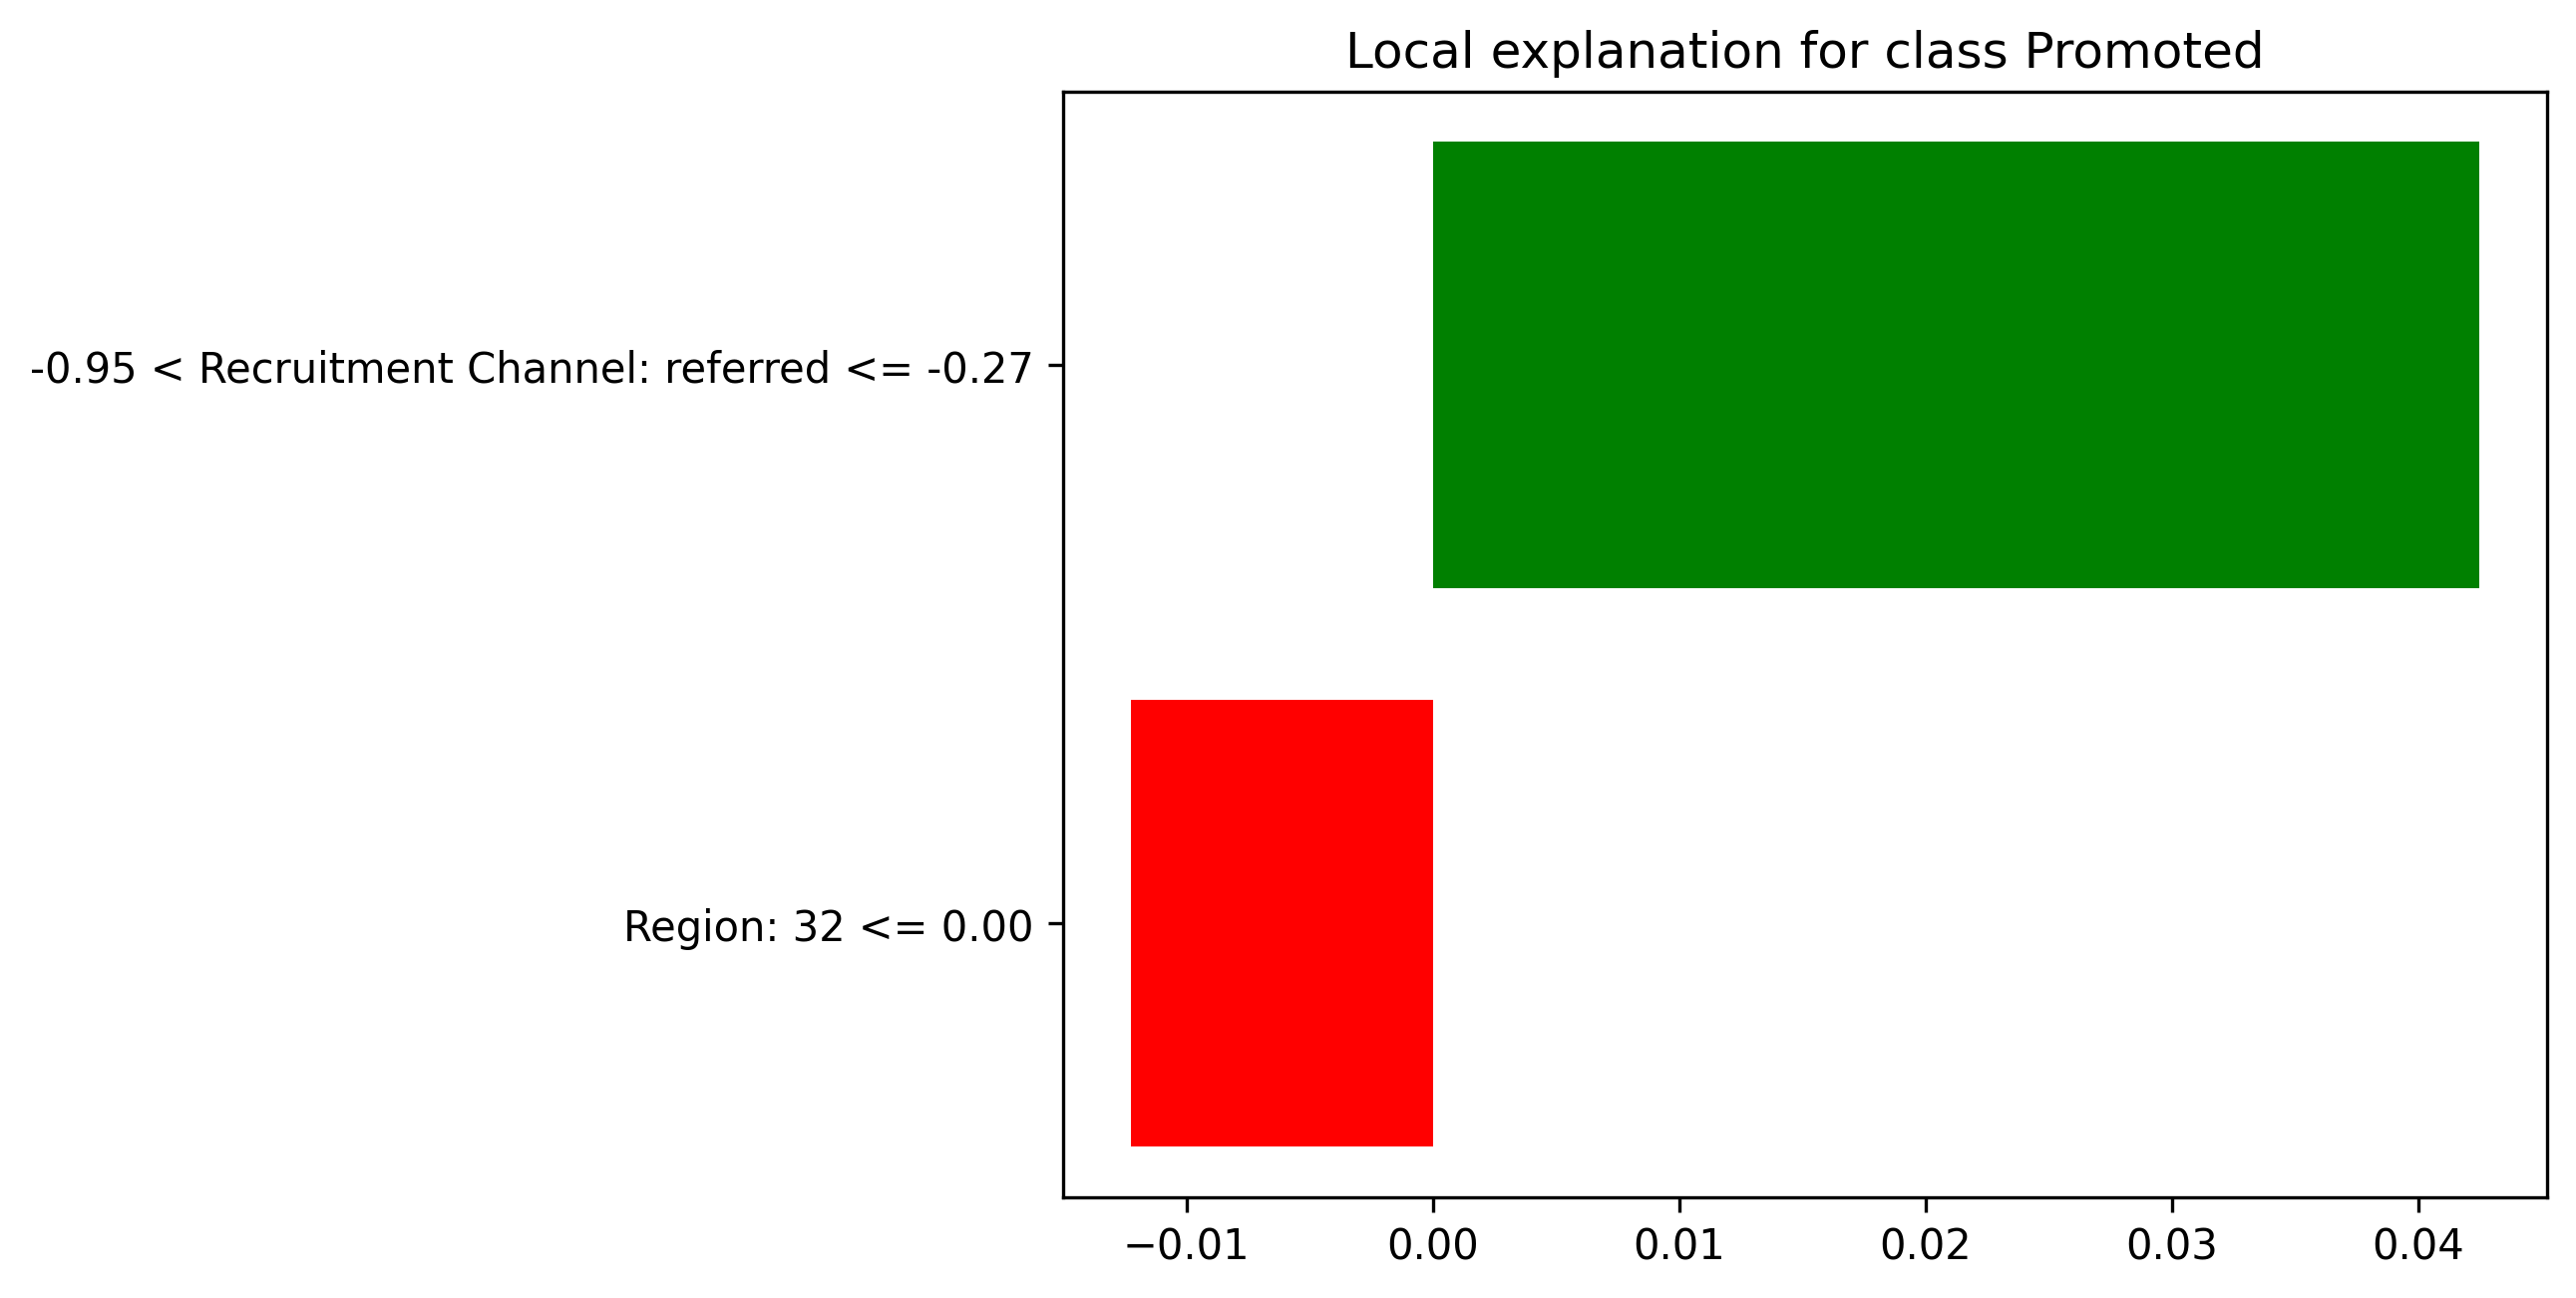 Local explanation for class Promoted
-0.95 < Recruitment Channel: referred <= -0.27
Region: 32 <= 0.00
−0.01 0.00 0.01 0.02 0.03 0.04